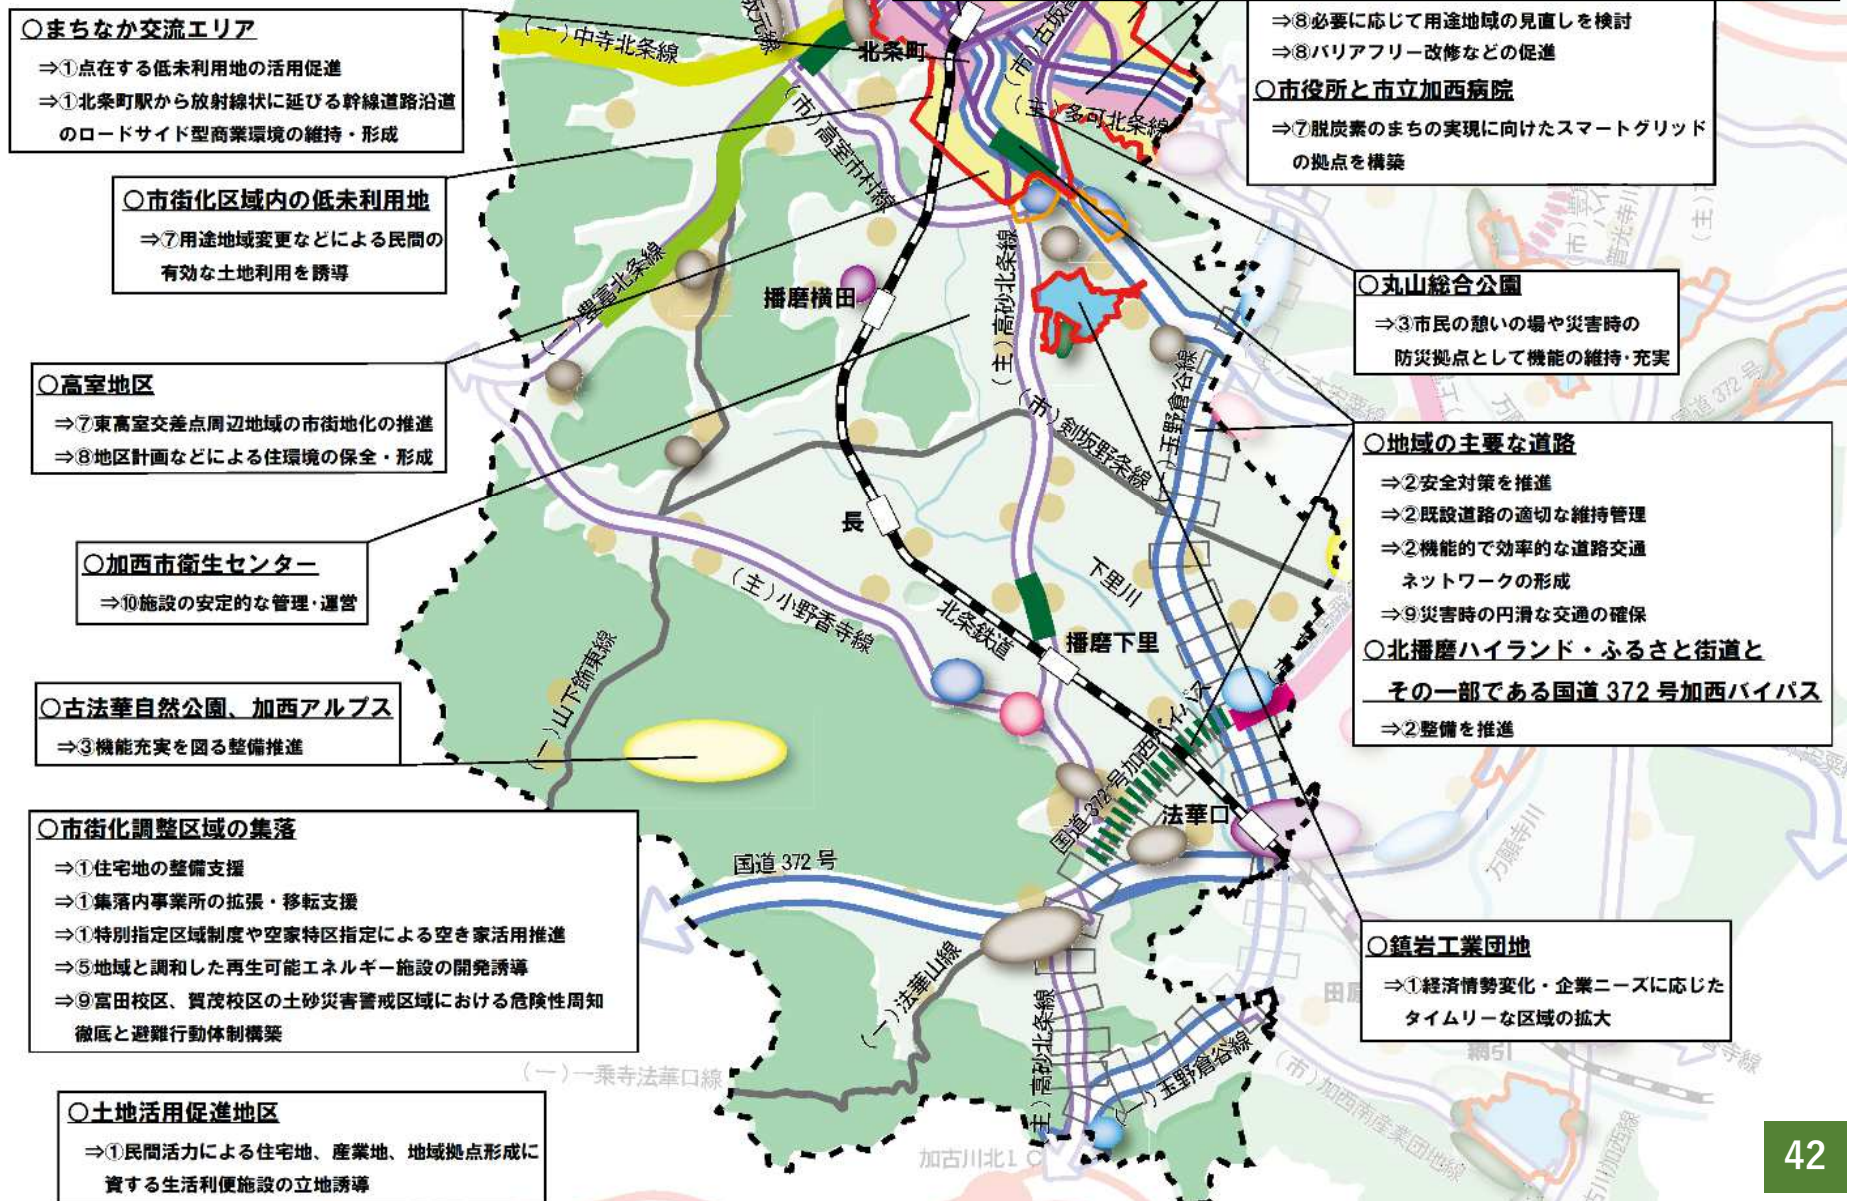 ○まちなか交流エリア
⇒①点在する低未利用地の活用促進
⇒①北条町駅から放射線状に延びる幹線道路沿道
のロードサイド型商業環境の維持・形成
○市街化区域内の低未利用地
⇒⑦用途地域変更などによる民間の
有効な土地利用を誘導
○高室地区
⇒⑦東高室交差点周辺地域の市街地化の推進
⇒⑧地区計画などによる住環境の保全・形成
○加西市衛生センター
⇒⑩施設の安定的な管理・運営
○古法華自然公園、加西アルプス
⇒③機能充実を図る整備推進
○市街化調整区域の集落
⇒①住宅地の整備支援
⇒①集落内事業所の拡張・移転支援
⇒①特別指定区域制度や空家特区指定による空き家活用推進
⇒⑤地域と調和した再生可能エネルギー施設の開発誘導
⇒⑨富田校区、賀茂校区の土砂災害警戒区域における危険性周知
徹底と避難行動体制構築
○土地活用促進地区
⇒①民間活力による住宅地、産業地、地域拠点形成に
資する生活利便施設の立地誘導
(一)中寺北条線
北条町
(主)多可北条線
(市)高室市村線
(一)豊富北条線
播磨横田
(主)高砂北条線
(一)玉野倉谷線
(市)剣坂野条線
長
下里川
(主)小野香寺線
北条鉄道
播磨下里
(一)山下飾東線
国道372号加西バイパス
法華口
国道372号
(一)法華山線
(一)一乗寺法華口線
(主)高砂北条線
(一)玉野倉谷線
加古川北IC
万願寺川
国道372号
網引
(市)加西南産業団地線
⇒⑧必要に応じて用途地域の見直しを検討
⇒⑧バリアフリー改修などの促進
○市役所と市立加西病院
⇒⑦脱炭素のまちの実現に向けたスマートグリッド
の拠点を構築
○丸山総合公園
⇒③市民の憩いの場や災害時の
防災拠点として機能の維持・充実
○地域の主要な道路
⇒②安全対策を推進
⇒②既設道路の適切な維持管理
⇒②機能的で効率的な道路交通
ネットワークの形成
⇒⑨災害時の円滑な交通の確保
○北播磨ハイランド・ふるさと街道と
その一部である国道372号加西バイパス
⇒②整備を推進
○鎮岩工業団地
⇒①経済情勢変化・企業ニーズに応じた
タイムリーな区域の拡大
42